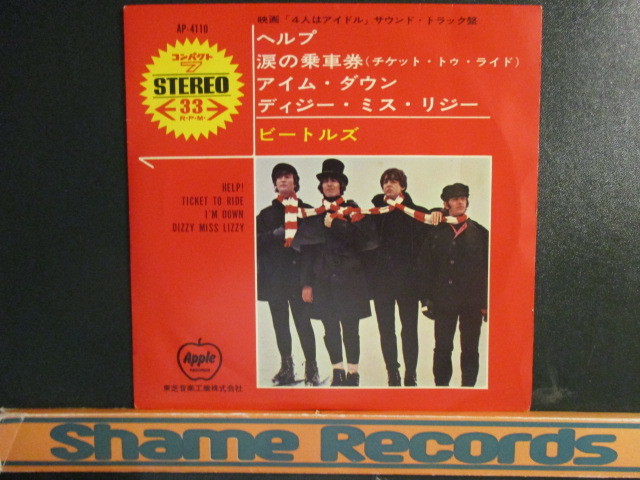 AP-4110
映画「4人はアイドル」サウンド・トラック盤
コンパクト
7
STEREO
33
R・P・M・
ヘルプ
涙の乗車券(チケット・トゥ・ライド)
アイム・ダウン
ディジー・ミス・リジー
ビートルズ
HELP!
TICKET TO RIDE
I'M DOWN
DIZZY MISS LIZZY
Apple
RECORDS
東芝音楽工業株式会社
Shame Records